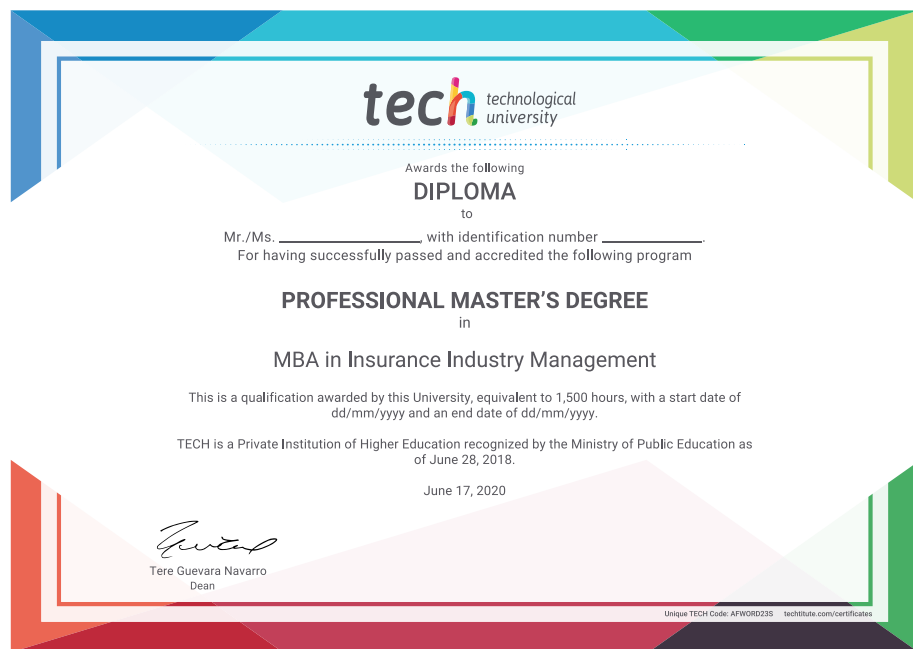 tech technological
university
Awards the following
DIPLOMA
to
Mr./Ms. ____________________, with identification number ______________.
For having successfully passed and accredited the following program
PROFESSIONAL MASTER'S DEGREE
in
MBA in Insurance Industry Management
This is a qualification awarded by this University, equivalent to 1,500 hours, with a start date of
dd/mm/yyyy and an end date of dd/mm/yyyy.
TECH is a Private Institution of Higher Education recognized by the Ministry of Public Education as
of June 28, 2018.
June 17, 2020
Tere Guevara Navarro
Dean
Unique TECH Code: AFWORD23S techtitute.com/certificates